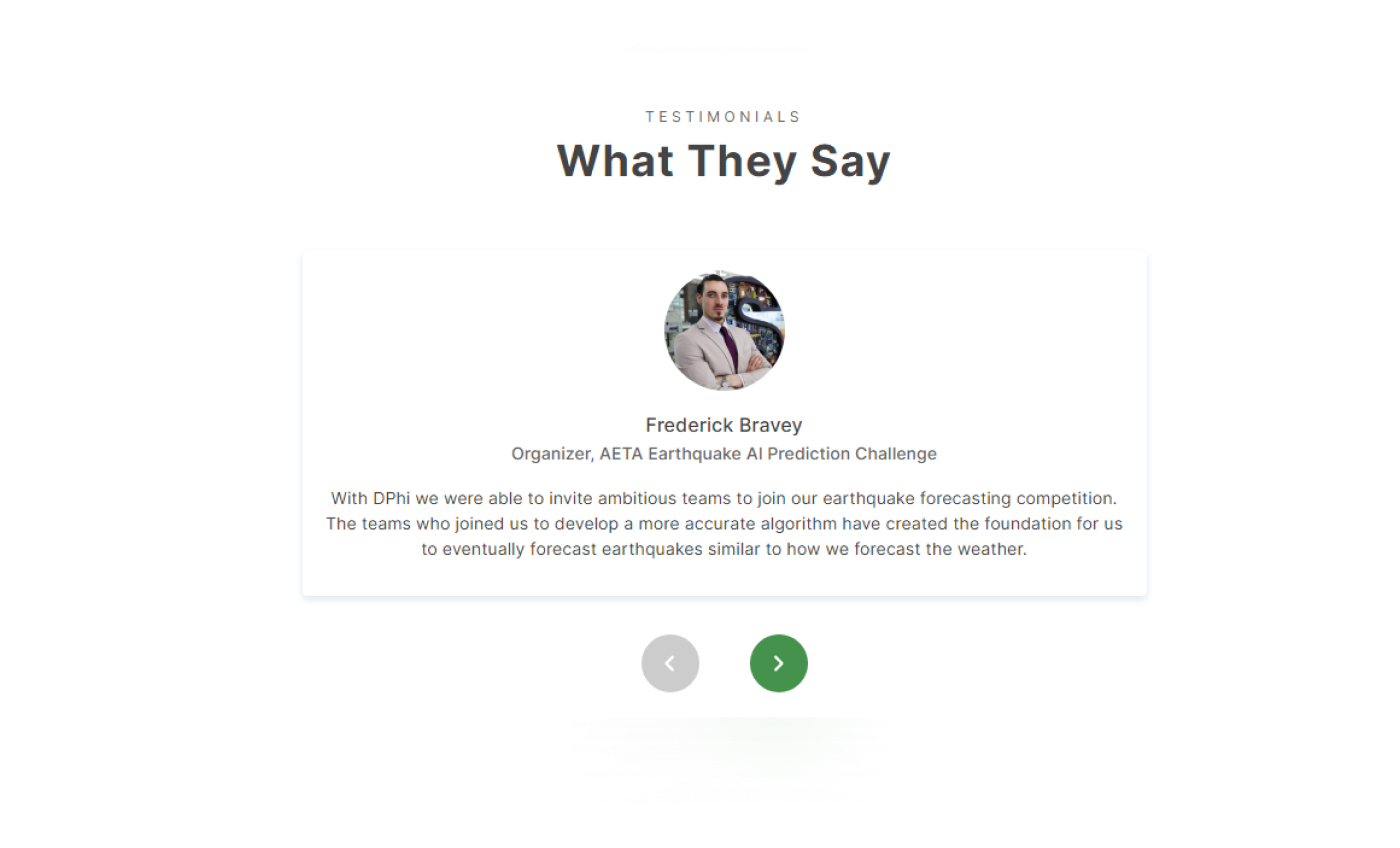 TESTIMONIALS
What They Say
Frederick Bravey
Organizer, AETA Earthquake AI Prediction Challenge
With DPhi we were able to invite ambitious teams to join our earthquake forecasting competition.
The teams who joined us to develop a more accurate algorithm have created the foundation for us
to eventually forecast earthquakes similar to how we forecast the weather.